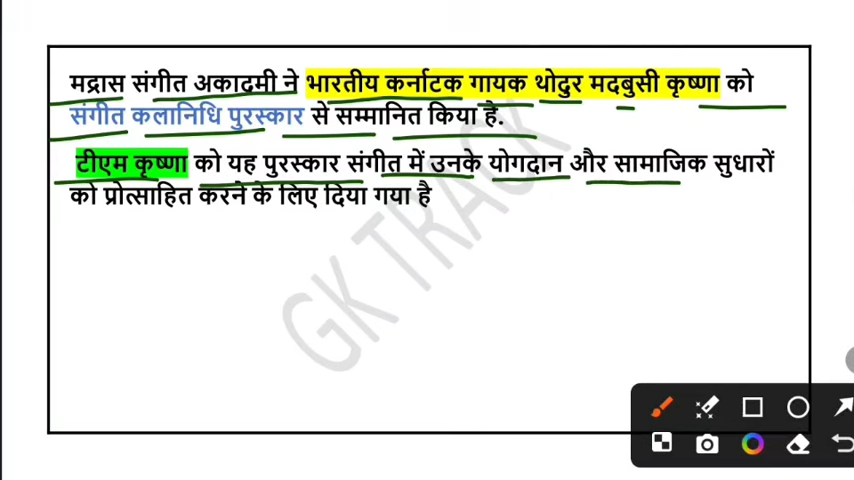 मद्रास संगीत अकादमी ने भारतीय कर्नाटक गायक थोदुर मदबुसी कृष्णा को
संगीत कलानिधि पुरस्कार से सम्मानित किया है.
टीएम कृष्णा को यह पुरस्कार संगीत में उनके योगदान और सामाजिक सुधारों
को प्रोत्साहित करने के लिए दिया गया है
GK TRACK